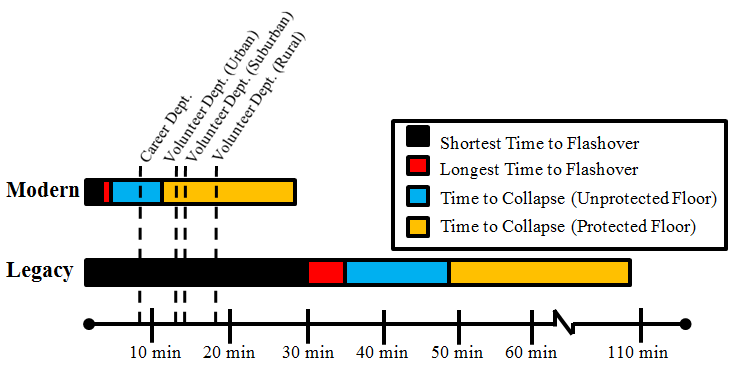 Career Dept.
Volunteer Dept. (Urban)
Volunteer Dept. (Suburban)
Volunteer Dept. (Rural)
Shortest Time to Flashover
Longest Time to Flashover
Time to Collapse (Unprotected Floor)
Time to Collapse (Protected Floor)
Modern
Legacy
10 min 20 min 30 min 40 min 50 min 60 min 110 min